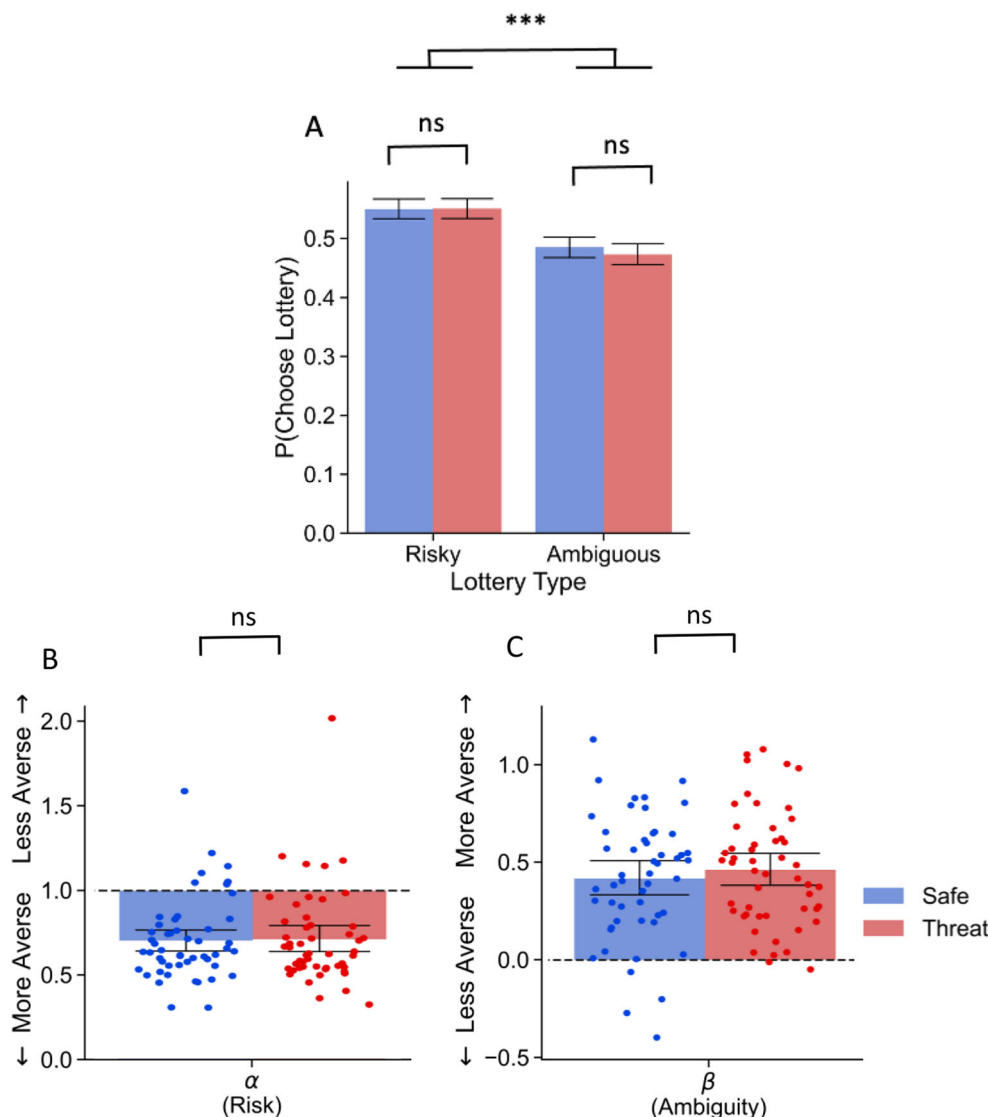 ***
A
ns
ns
P(Choose Lottery)
0.5
0.4
0.3
0.2
0.1
0.0
Risky
Ambiguous
Lottery Type
B
ns
← More Averse Less Averse →
2.0
1.5
1.0
0.5
0.0
α
(Risk)
C
ns
← Less Averse More Averse →
1.0
0.5
0.0
−0.5
β
(Ambiguity)
Safe
Threat